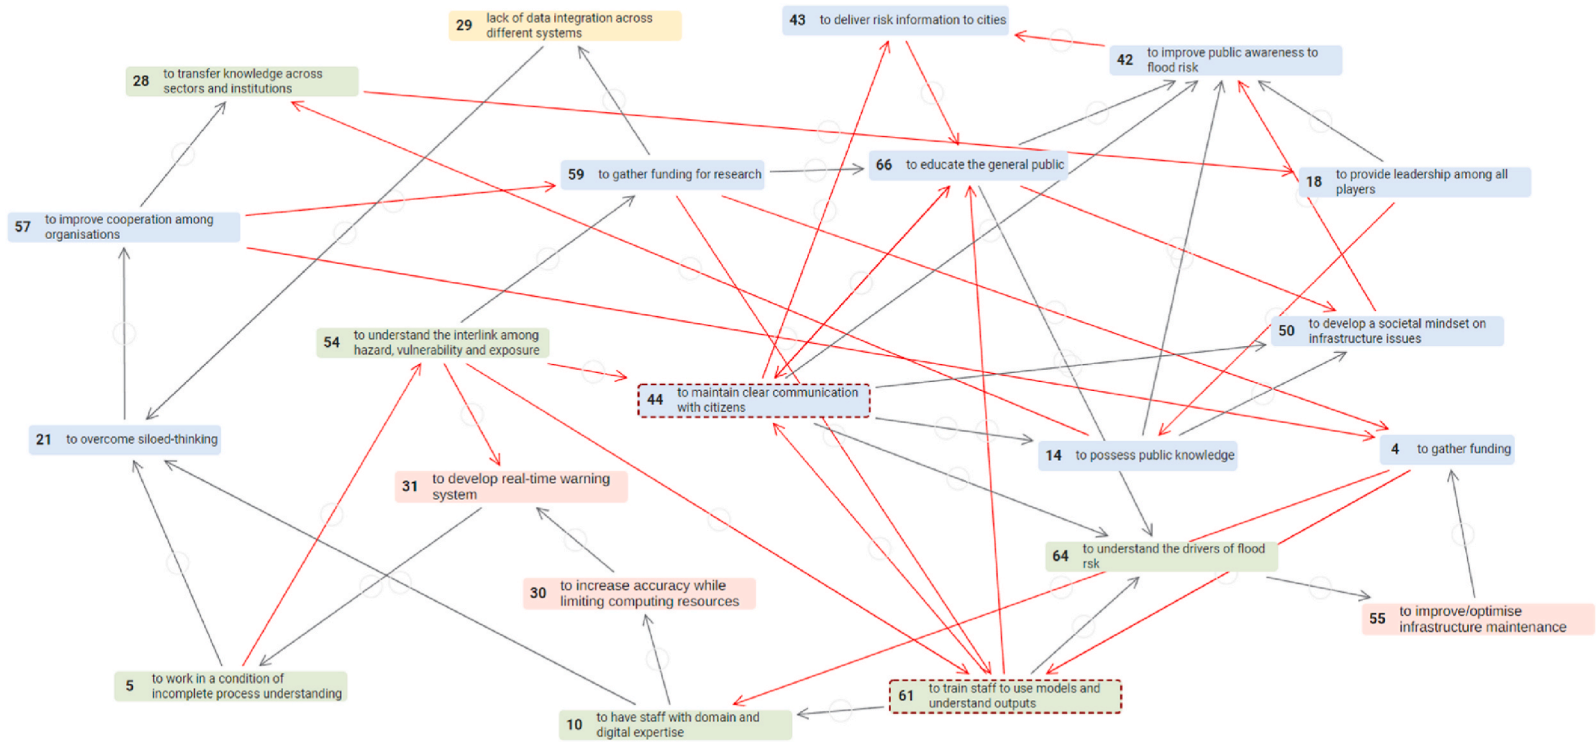 29 lack of data integration across
different systems
43 to deliver risk information to cities
42 to improve public awareness to
flood risk
28 to transfer knowledge across
sectors and institutions
59 to gather funding for research
66 to educate the general public
18 to provide leadership among all
players
57 to improve cooperation among
organisations
54 to understand the interlink among
hazard, vulnerability and exposure
50 to develop a societal mindset on
infrastructure issues
44 to maintain clear communication
with citizens
21 to overcome siloed-thinking
14 to possess public knowledge
4 to gather funding
31 to develop real-time warning
system
64 to understand the drivers of flood
rsk
30 to increase accuracy while
limiting computing resources
55 to improve/optimise
infrastructure maintenance
5 to work in a condition of
incomplete process understanding
61 to train staff to use models and
understand outputs
10 to have staff with domain and
digital expertise